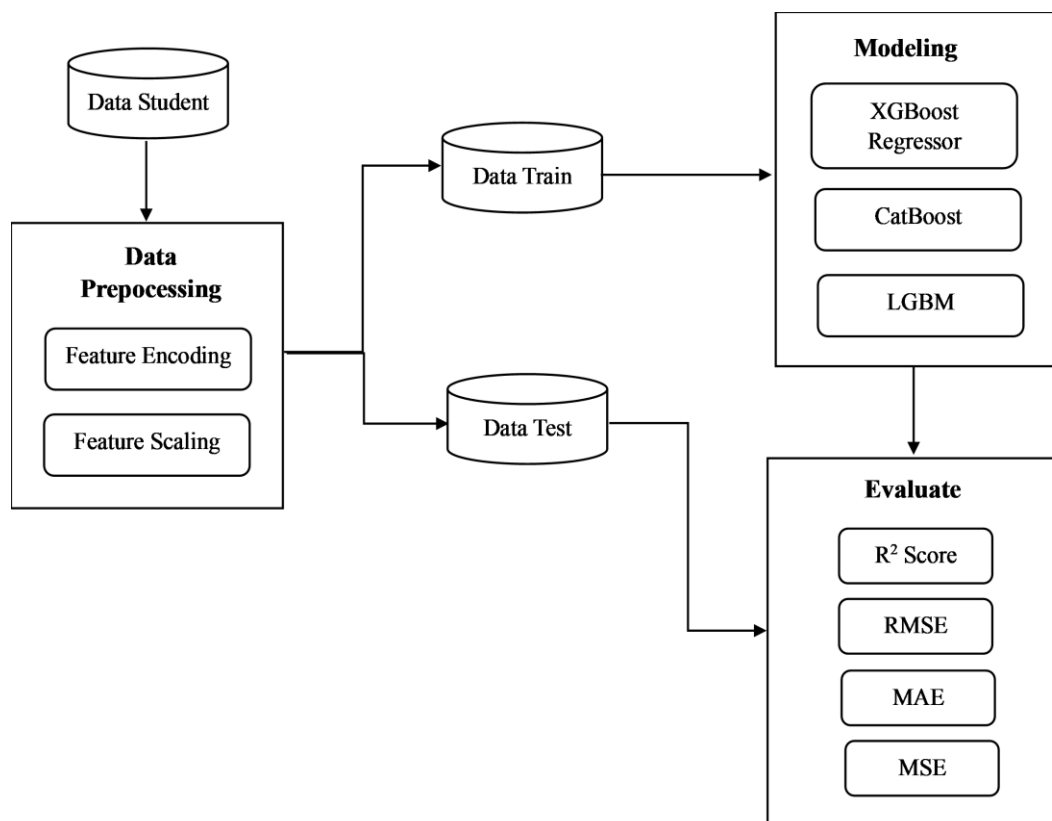 Data Student
Data
Prepocessing
Feature Encoding
Feature Scaling
Data Train
Data Test
Modeling
XGBoost
Regressor
CatBoost
LGBM
Evaluate
R² Score
RMSE
MAE
MSE